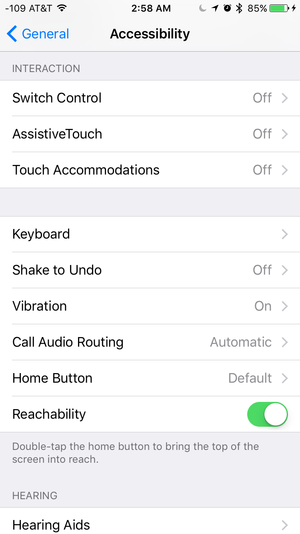 -109 AT&T 2:58 AM 85%
General Accessibility
INTERACTION
Switch Control Off
AssistiveTouch Off
Touch Accommodations Off
Keyboard
Shake to Undo Off
Vibration On
Call Audio Routing Automatic
Home Button Default
Reachability
Double-tap the home button to bring the top of the
screen into reach.
HEARING
Hearing Aids